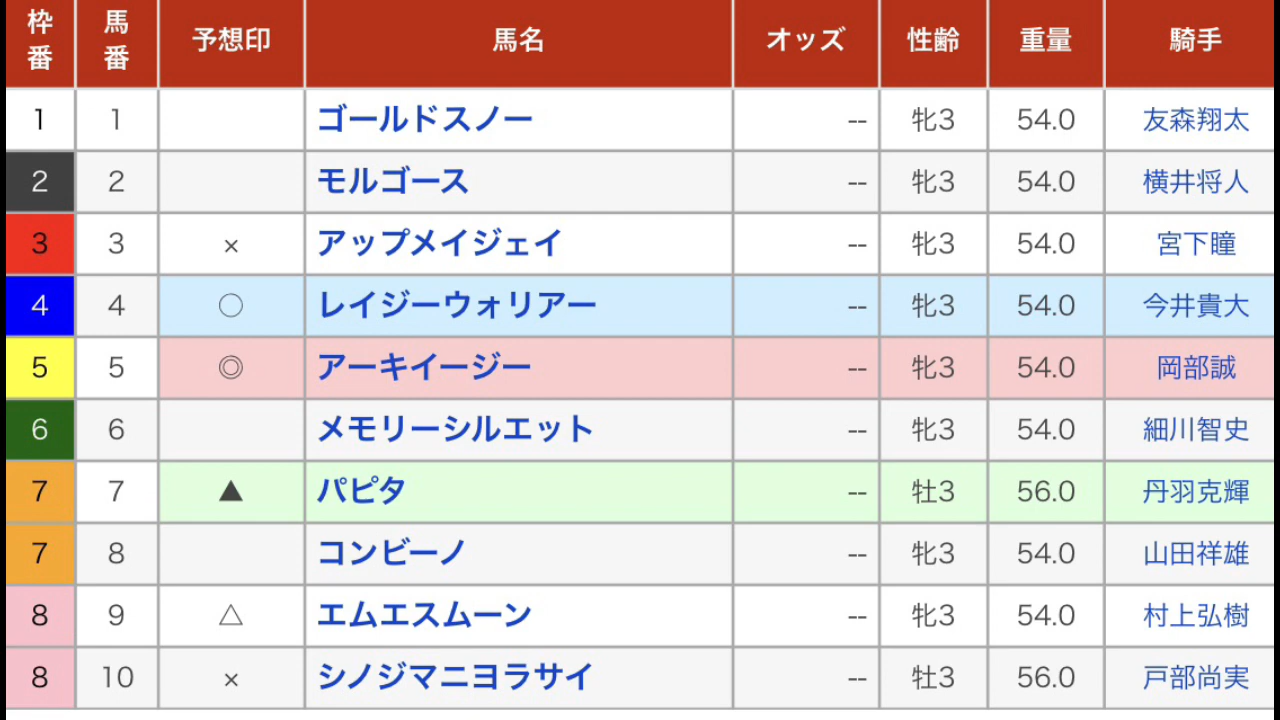 枠番 馬番 予想印 馬名 オッズ 性齢 重量 騎手
1 1 ゴールドスノー -- 牝3 54.0 友森翔太
2 2 モルゴース -- 牝3 54.0 横井将人
3 3 × アップメイジェイ -- 牝3 54.0 宮下瞳
4 4 ○ レイジーウォリアー -- 牝3 54.0 今井貴大
5 5 ◎ アーキイージー -- 牝3 54.0 岡部誠
6 6 メモリーシルエット -- 牝3 54.0 細川智史
7 7 ▲ パピタ -- 牡3 56.0 丹羽克輝
7 8 コンビーノ -- 牝3 54.0 山田祥雄
8 9 △ エムエスムーン -- 牝3 54.0 村上弘樹
8 10 × シノジマニヨラサイ -- 牡3 56.0 戸部尚実